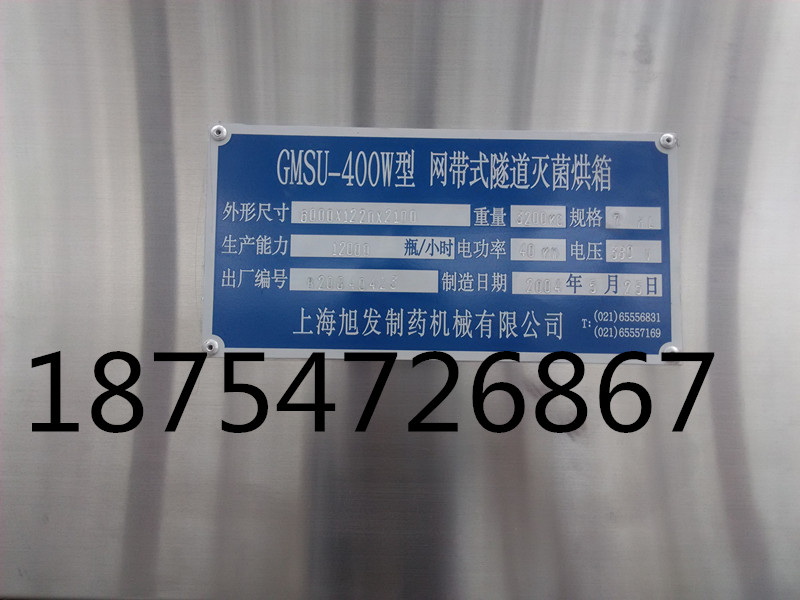 GMSU-400W型 网带式隧道灭菌烘箱
外形尺寸 重量 规格
生产能力 12000 瓶/小时 电功率 40 电压
出厂编号 制造日期 年 月 日
上海旭发制药机械有限公司 T: (021)65556831
(021)65557169
18754726867